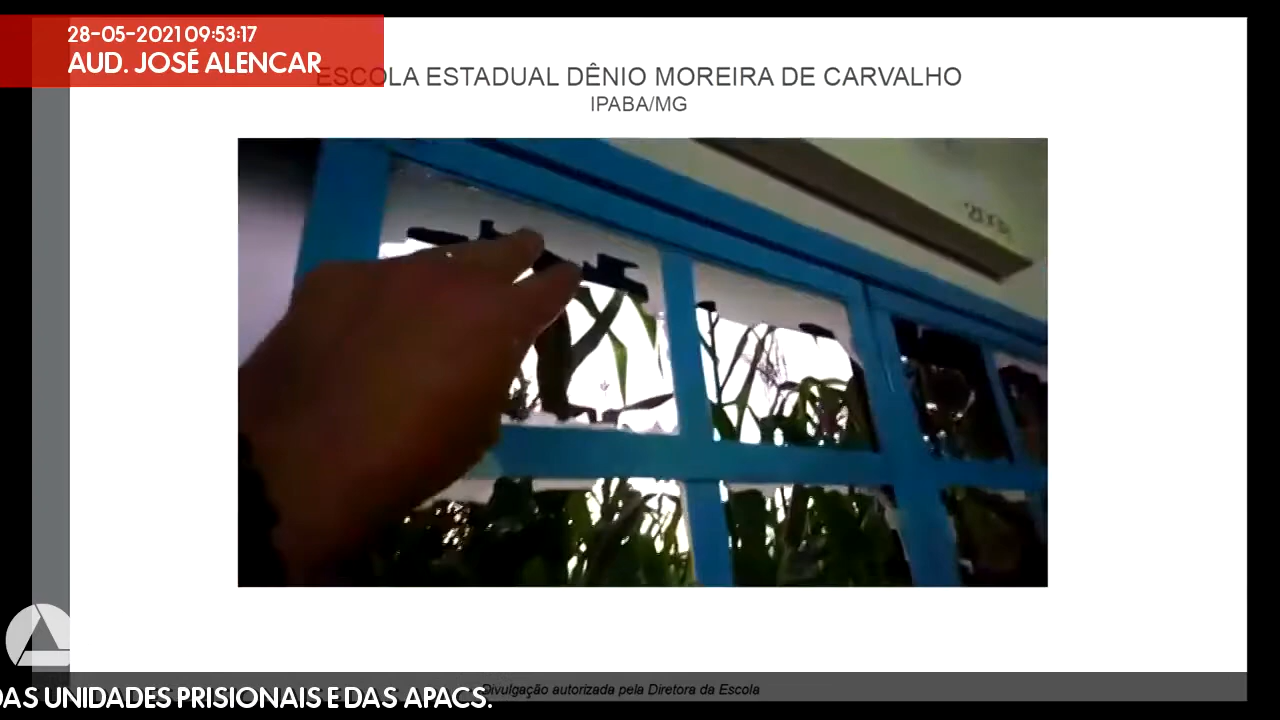 28-05-2021 09:53:17
AUD. JOSÉ ALENCAR
ESCOLA ESTADUAL DÊNIO MOREIRA DE CARVALHO
IPABA/MG
Divulgação autorizada pela Diretora da Escola
DAS UNIDADES PRISIONAIS E DAS APACS.